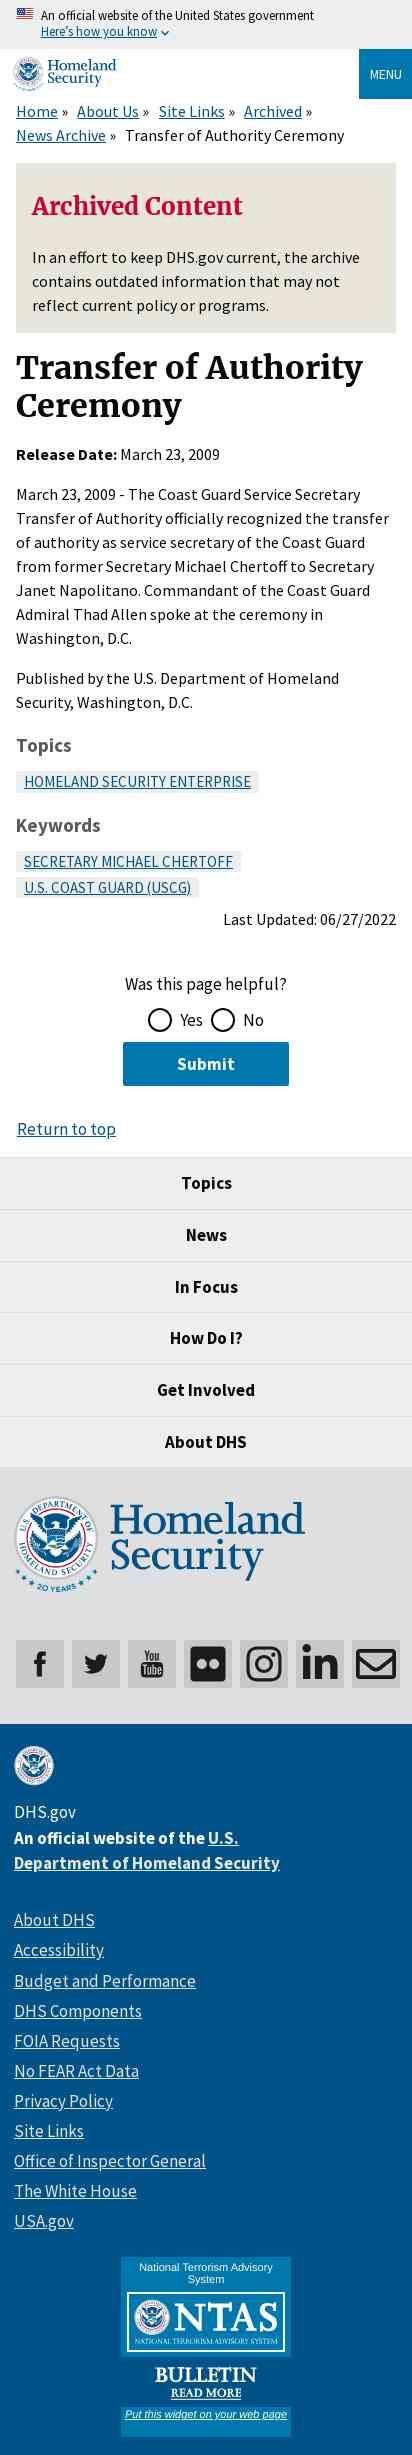 An official website of the United States government
Here's how you know
Homeland
Security
MENU
Home » About Us » Site Links » Archived »
News Archive » Transfer of Authority Ceremony
Archived Content
In an effort to keep DHS.gov current, the archive
contains outdated information that may not
reflect current policy or programs.
Transfer of Authority
Ceremony
Release Date: March 23, 2009
March 23, 2009 - The Coast Guard Service Secretary
Transfer of Authority officially recognized the transfer
of authority as service secretary of the Coast Guard
from former Secretary Michael Chertoff to Secretary
Janet Napolitano. Commandant of the Coast Guard
Admiral Thad Allen spoke at the ceremony in
Washington, D.C.
Published by the U.S. Department of Homeland
Security, Washington, D.C.
Topics
HOMELAND SECURITY ENTERPRISE
Keywords
SECRETARY MICHAEL CHERTOFF
U.S. COAST GUARD (USCG)
Last Updated: 06/27/2022
Was this page helpful?
Yes No
Submit
Return to top
Topics
News
In Focus
How Do I?
Get Involved
About DHS
U.S. DEPARTMENT OF HOMELAND SECURITY
20 YEARS
Homeland
Security
You
Tube
DHS.gov
An official website of the U.S.
Department of Homeland Security
About DHS
Accessibility
Budget and Performance
DHS Components
FOIA Requests
No FEAR Act Data
Privacy Policy
Site Links
Office of Inspector General
The White House
USA.gov
National Terrorism Advisory
System
NTAS
NATIONAL TERRORISM ADVISORY SYSTEM
BULLETIN
READ MORE
Put this widget on your web page